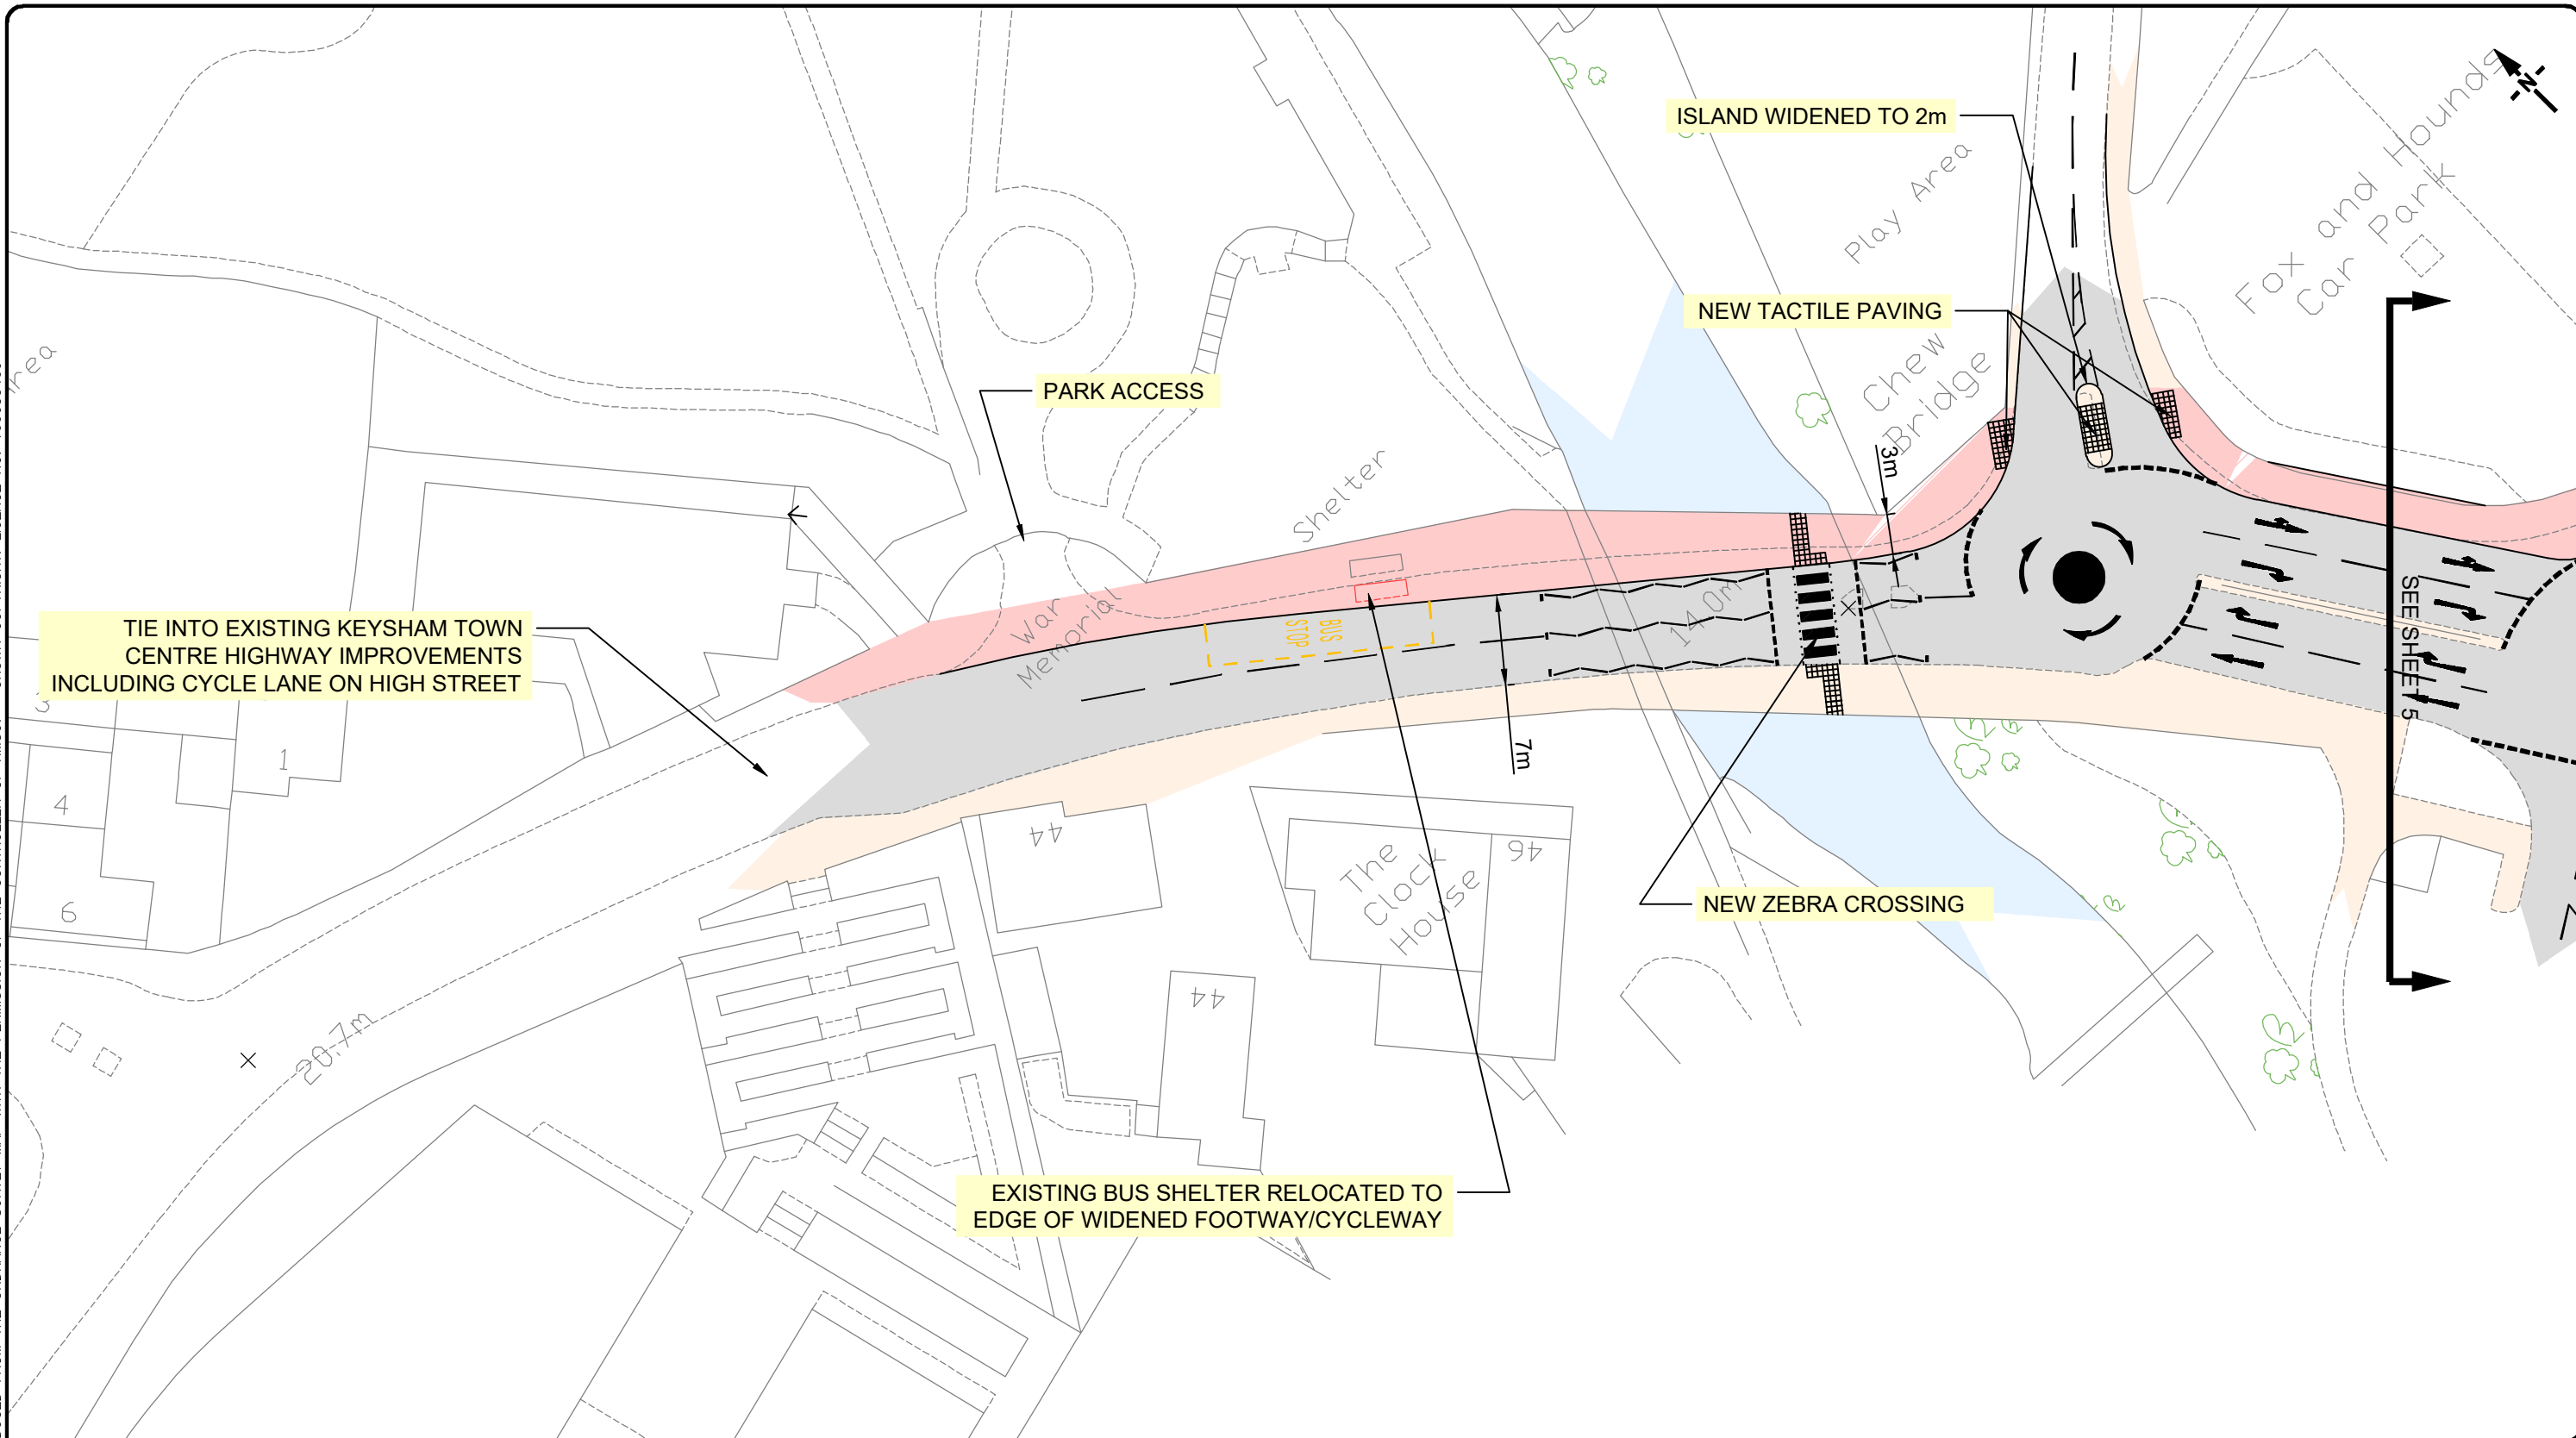 N
ISLAND WIDENED TO 2m
Play Area
Fox and Hounds
Car Park
NEW TACTILE PAVING
Chew
Bridge
PARK ACCESS
3m
Shelter
War
Memorial
BUS
STOP
14.0m
TIE INTO EXISTING KEYSHAM TOWN
CENTRE HIGHWAY IMPROVEMENTS
INCLUDING CYCLE LANE ON HIGH STREET
SEE SHEET 5
7m
3
1
4
6
44
The
Clock
House
46
NEW ZEBRA CROSSING
44
20.7m
EXISTING BUS SHELTER RELOCATED TO
EDGE OF WIDENED FOOTWAY/CYCLEWAY